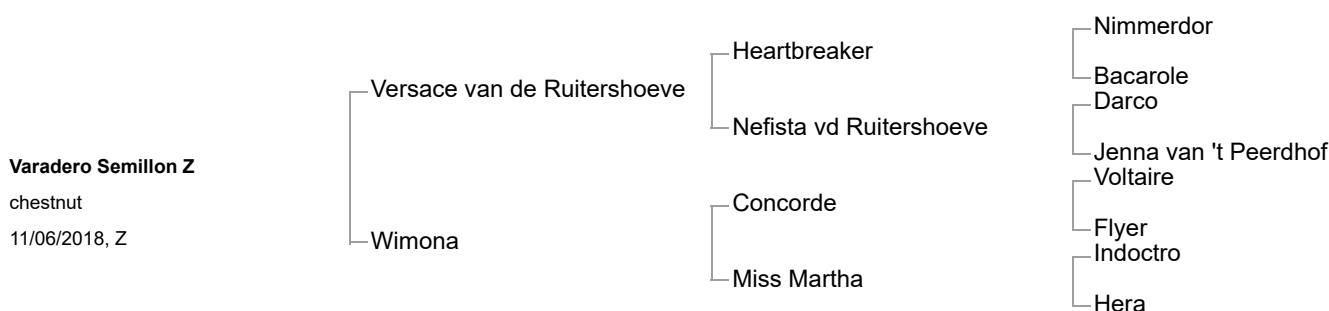 Nimmerdor
Heartbreaker
Bacarole
Versace van de Ruitershoeve
Darco
Nefista vd Ruitershoeve
Jenna van 't Peerdhof
Varadero Semillon Z
chestnut
11/06/2018, Z
Voltaire
Concorde
Flyer
Wimona
Indoctro
Miss Martha
Hera